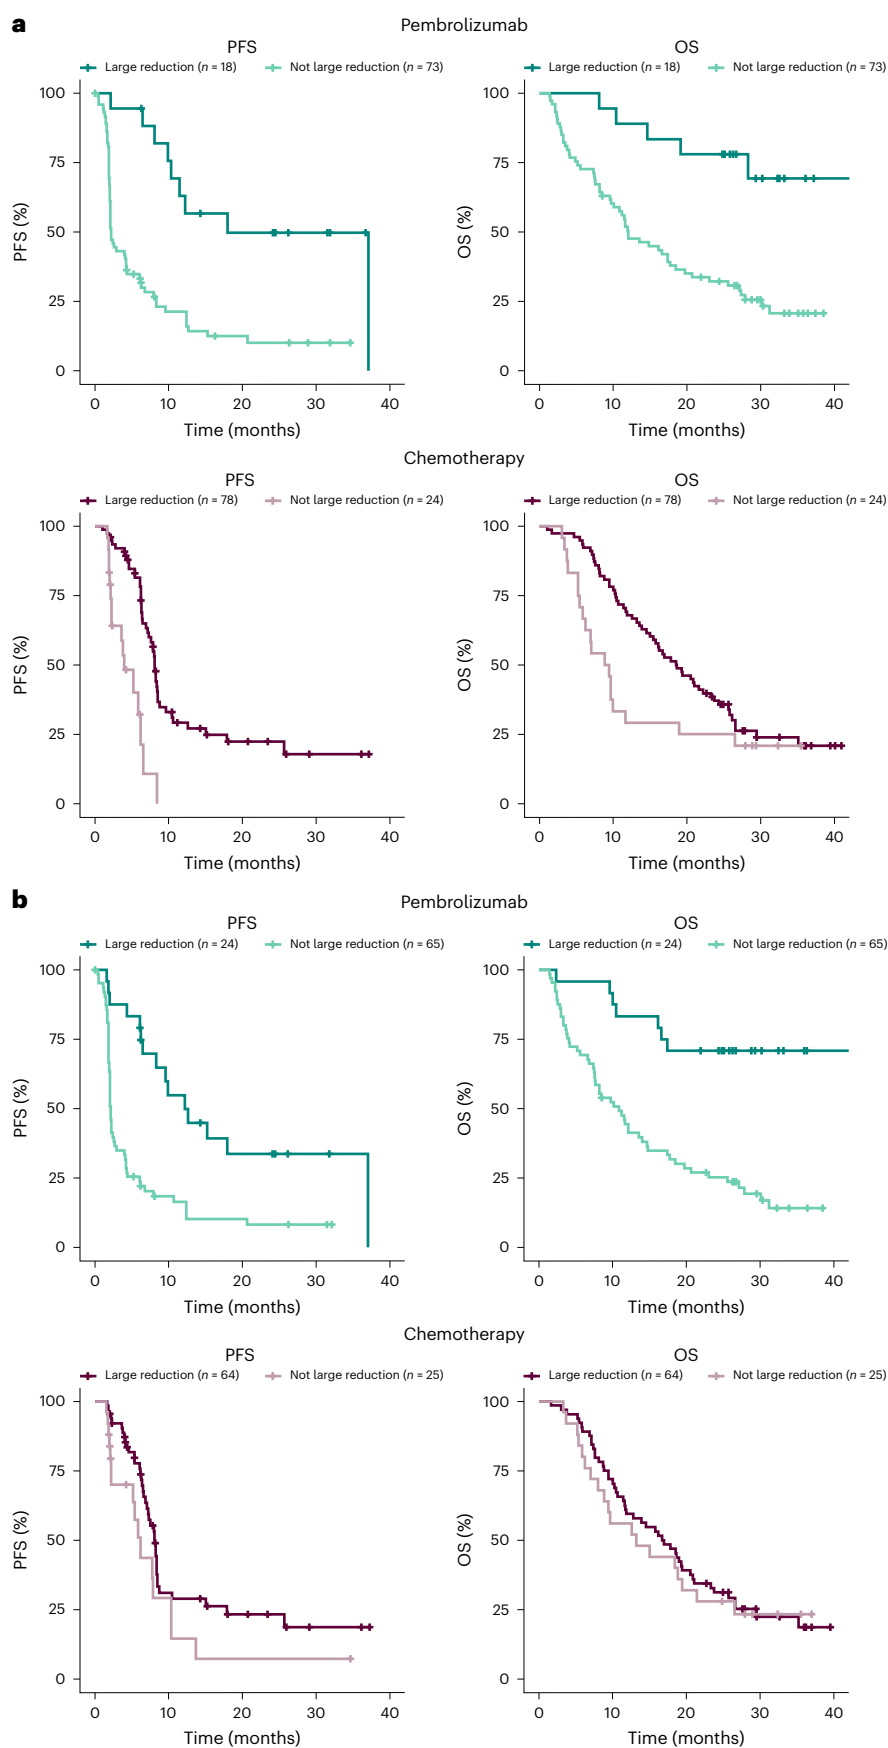 a
Pembrolizumab
PFS
Large reduction (n = 18) Not large reduction (n = 73)
100
75
50
25
0
PFS (%)
0 10 20 30 40
Time (months)
OS
Large reduction (n = 18) Not large reduction (n = 73)
100
75
50
25
0
OS (%)
0 10 20 30 40
Time (months)
Chemotherapy
PFS
Large reduction (n = 78) Not large reduction (n = 24)
100
75
50
25
0
PFS (%)
0 10 20 30 40
Time (months)
OS
Large reduction (n = 78) Not large reduction (n = 24)
100
75
50
25
0
OS (%)
0 10 20 30 40
Time (months)
b
Pembrolizumab
PFS
Large reduction (n = 24) Not large reduction (n = 65)
100
75
50
25
0
PFS (%)
0 10 20 30 40
Time (months)
OS
Large reduction (n = 24) Not large reduction (n = 65)
100
75
50
25
0
OS (%)
0 10 20 30 40
Time (months)
Chemotherapy
PFS
Large reduction (n = 64) Not large reduction (n = 25)
100
75
50
25
0
PFS (%)
0 10 20 30 40
Time (months)
OS
Large reduction (n = 64) Not large reduction (n = 25)
100
75
50
25
0
OS (%)
0 10 20 30 40
Time (months)